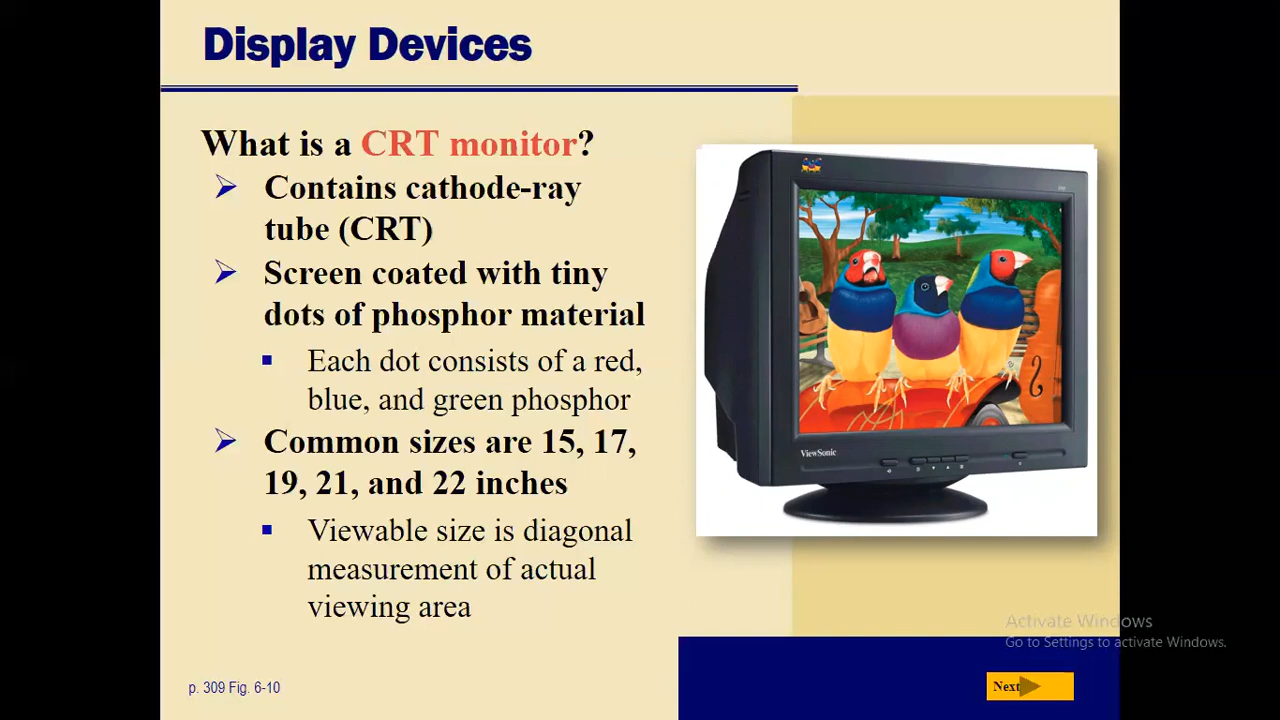 Display Devices
What is a CRT monitor?
Contains cathode-ray
tube (CRT)
Screen coated with tiny
dots of phosphor material
Each dot consists of a red,
blue, and green phosphor
Common sizes are 15, 17,
19, 21, and 22 inches
Viewable size is diagonal
measurement of actual
viewing area
ViewSonic
Activate Windows
Go to Settings to activate Windows.
p. 309 Fig. 6-10
Next